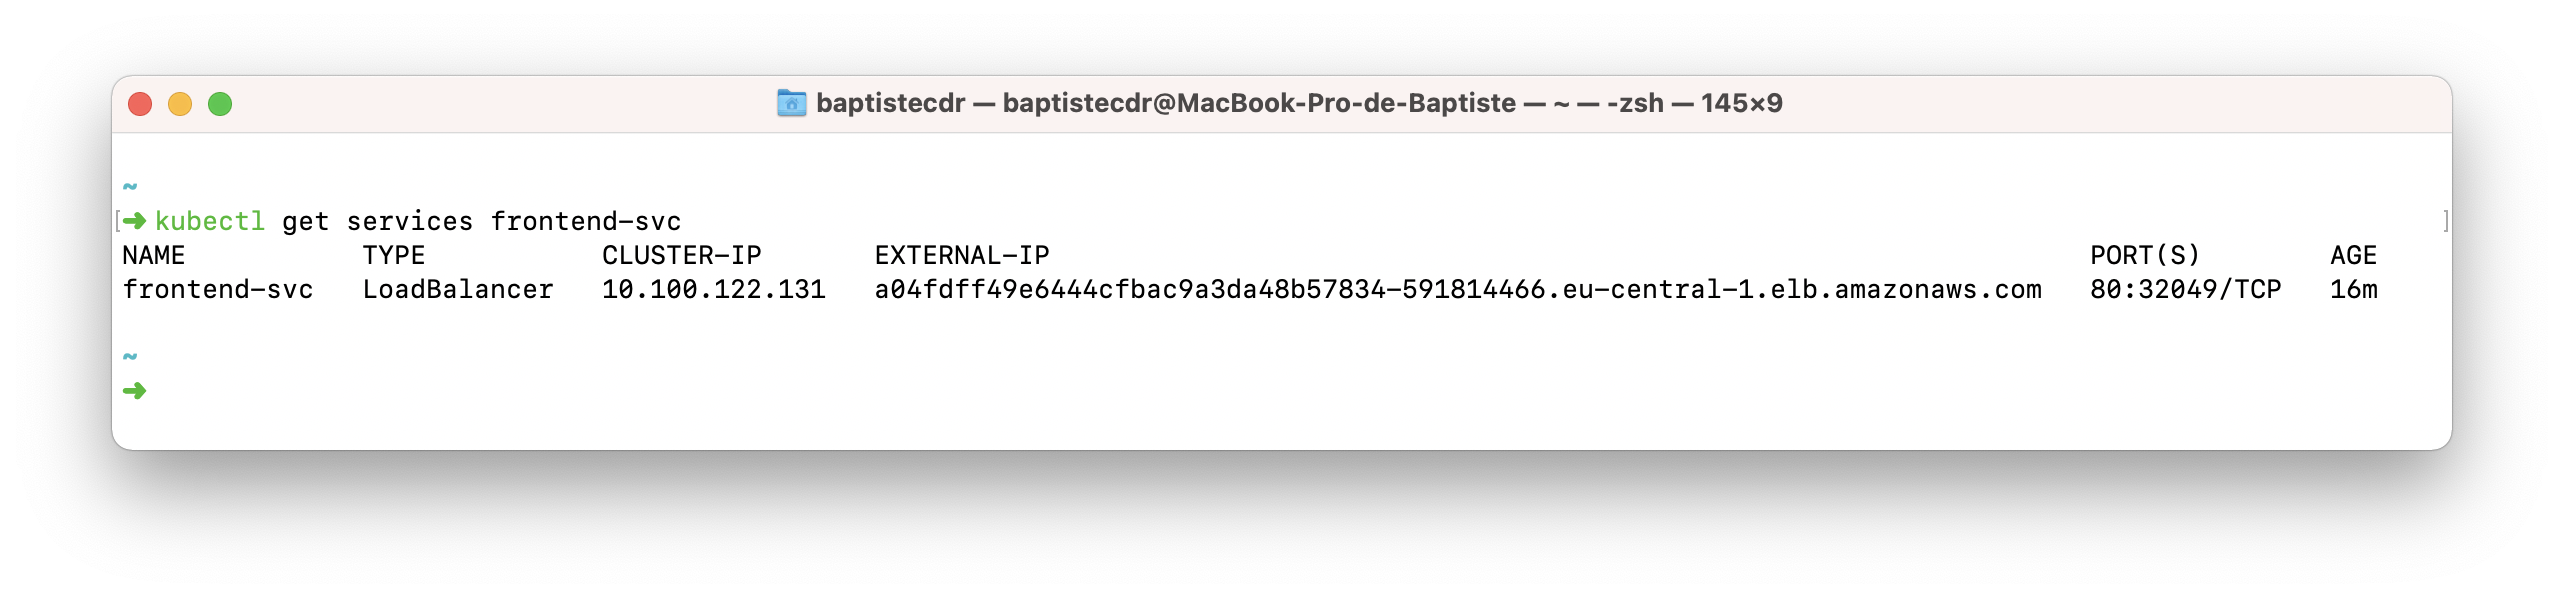 baptistecdr — baptistecdr@MacBook-Pro-de-Baptiste — ~ — -zsh — 145×9
~
[➜ kubectl get services frontend-svc ]
NAME TYPE CLUSTER-IP EXTERNAL-IP PORT(S) AGE
frontend-svc LoadBalancer 10.100.122.131 a04fdff49e6444cfbac9a3da48b57834-591814466.eu-central-1.elb.amazonaws.com 80:32049/TCP 16m
~
➜